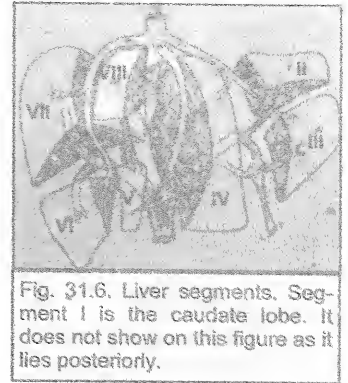 VIII
II
VII
III
IV
V
VI
Fig. 31.6. Liver segments. Seg-
ment I is the caudate lobe. It
does not show on this figure as it
lies posteriorly.